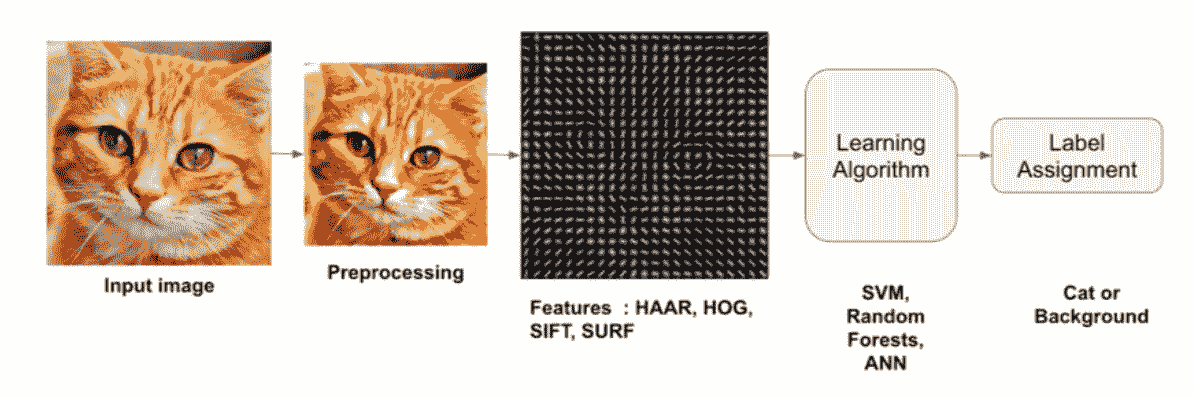 Input image
Preprocessing
Features : HAAR, HOG,
SIFT, SURF
Learning
Algorithm
SVM,
Random
Forests,
ANN
Label
Assignment
Cat or
Background